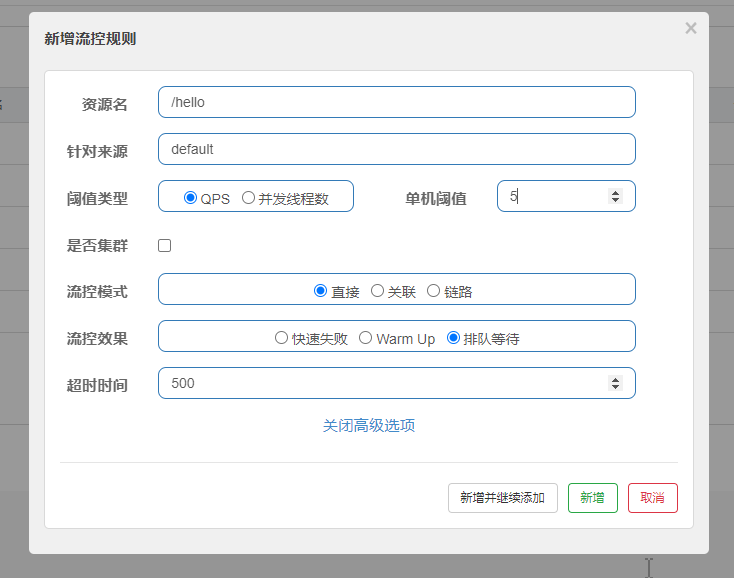 新增流控规则
×
资源名 /hello
针对来源 default
阈值类型 QPS 并发线程数 单机阈值 5
是否集群
流控模式 直接 关联 链路
流控效果 快速失败 Warm Up 排队等待
超时时间 500
关闭高级选项
新增并继续添加 新增 取消